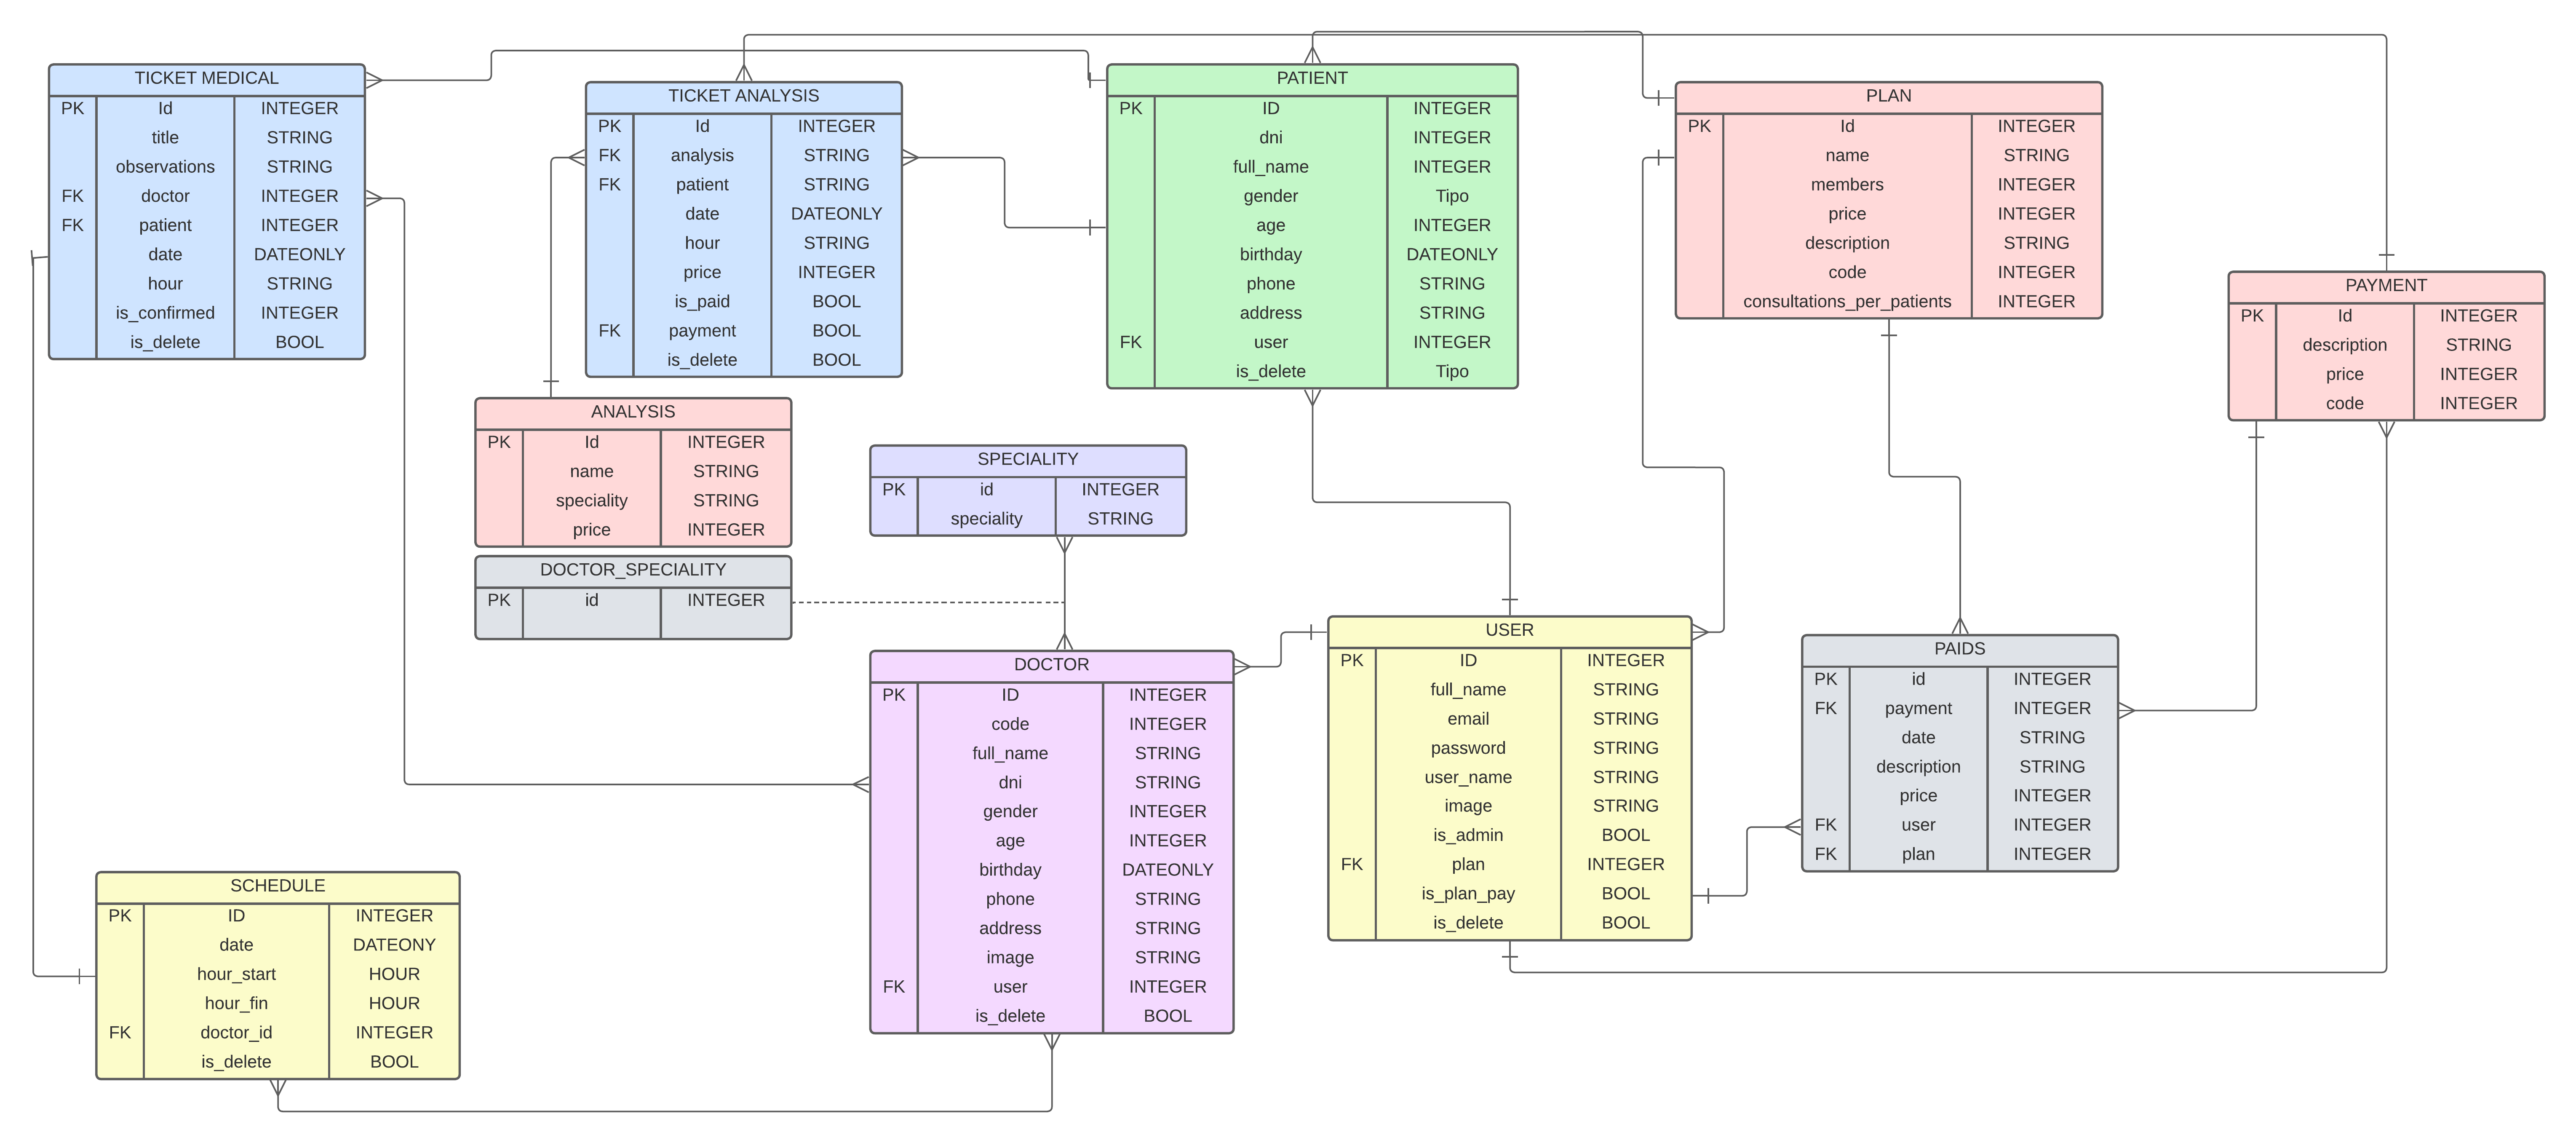 TICKET MEDICAL
PK Id INTEGER
title STRING
observations STRING
FK doctor INTEGER
FK patient INTEGER
date DATEONLY
hour STRING
is_confirmed INTEGER
is_delete BOOL
TICKET ANALYSIS
PK Id INTEGER
FK analysis STRING
FK patient STRING
date DATEONLY
hour STRING
price INTEGER
is_paid BOOL
FK payment BOOL
is_delete BOOL
PATIENT
PK ID INTEGER
dni INTEGER
full_name INTEGER
gender Tipo
age INTEGER
birthday DATEONLY
phone STRING
address STRING
FK user INTEGER
is_delete Tipo
PLAN
PK Id INTEGER
name STRING
members INTEGER
price INTEGER
description STRING
code INTEGER
consultations_per_patients INTEGER
PAYMENT
PK Id INTEGER
description STRING
price INTEGER
code INTEGER
ANALYSIS
PK Id INTEGER
name STRING
speciality STRING
price INTEGER
SPECIALITY
PK id INTEGER
speciality STRING
DOCTOR_SPECIALITY
PK id INTEGER
DOCTOR
PK ID INTEGER
code INTEGER
full_name STRING
dni STRING
gender INTEGER
age INTEGER
birthday DATEONLY
phone STRING
address STRING
image STRING
FK user INTEGER
is_delete BOOL
USER
PK ID INTEGER
full_name STRING
email STRING
password STRING
user_name STRING
image STRING
is_admin BOOL
FK plan INTEGER
is_plan_pay BOOL
is_delete BOOL
PAIDS
PK id INTEGER
FK payment INTEGER
date STRING
description STRING
price INTEGER
FK user INTEGER
FK plan INTEGER
SCHEDULE
PK ID INTEGER
date DATEONY
hour_start HOUR
hour_fin HOUR
FK doctor_id INTEGER
is_delete BOOL